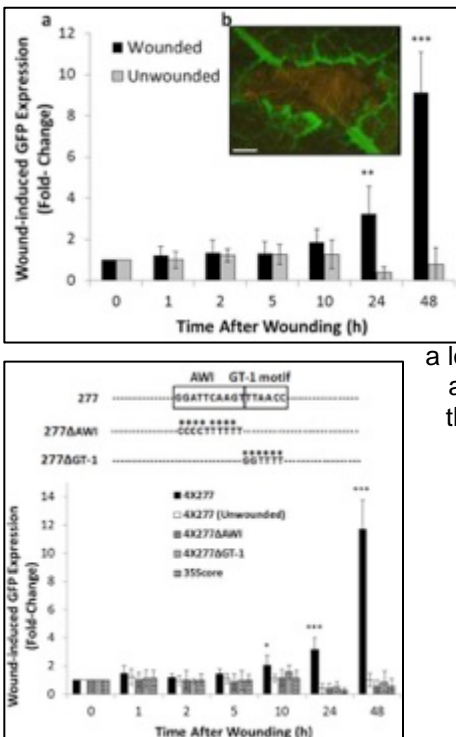 a
b
Wound-induced GFP Expression
(Fold- Change)
12
10
8
6
4
2
0
Wounded
Unwounded
**
***
0 1 2 5 10 24 48
Time After Wounding (h)
a lo
a
th
AWI GT-1 motif
277 GGATTCAAGTTTAACC
277ΔAWI
277ΔGT-1
GGTTTT
Wound-induced GFP Expression
(Fold-Change)
14
12
10
8
6
4
2
0
4X277
4X277 (Unwounded)
4X277ΔAWI
4X277ΔGT-1
35Score
*
***
***
0 1 2 5 10 24 48
Time After Wounding (h)